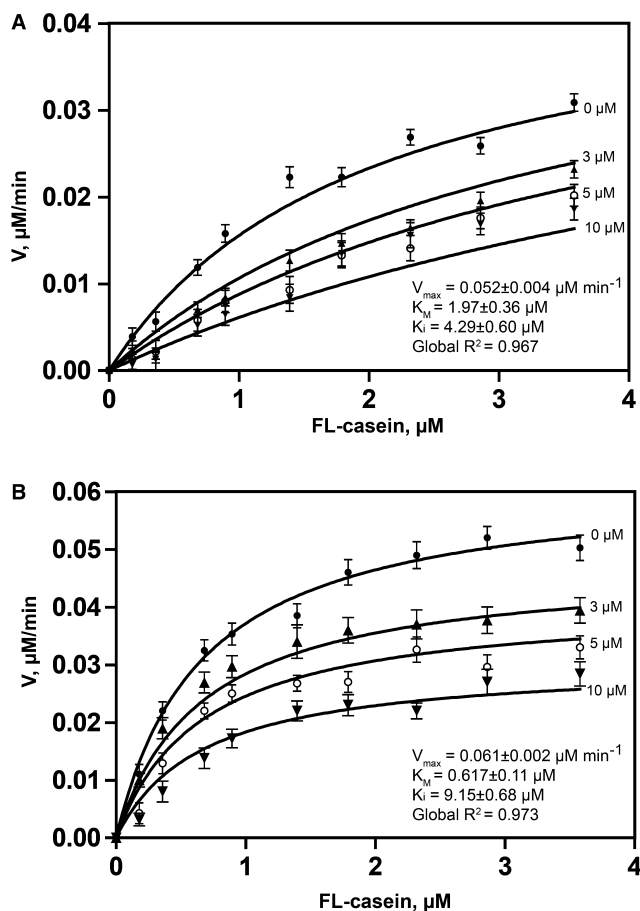 A
0.04
0.03
0.02
0.01
0.00
V, µM/min
0 µM
3 µM
5 µM
10 µM
Vmax = 0.052±0.004 µM min⁻¹
KM = 1.97±0.36 µM
Ki = 4.29±0.60 µM
Global R² = 0.967
0 1 2 3 4
FL-casein, µM
B
0.06
0.05
0.04
0.03
0.02
0.01
0.00
V, µM/min
0 µM
3 µM
5 µM
10 µM
Vmax = 0.061±0.002 µM min⁻¹
KM = 0.617±0.11 µM
Ki = 9.15±0.68 µM
Global R² = 0.973
0 1 2 3 4
FL-casein, µM